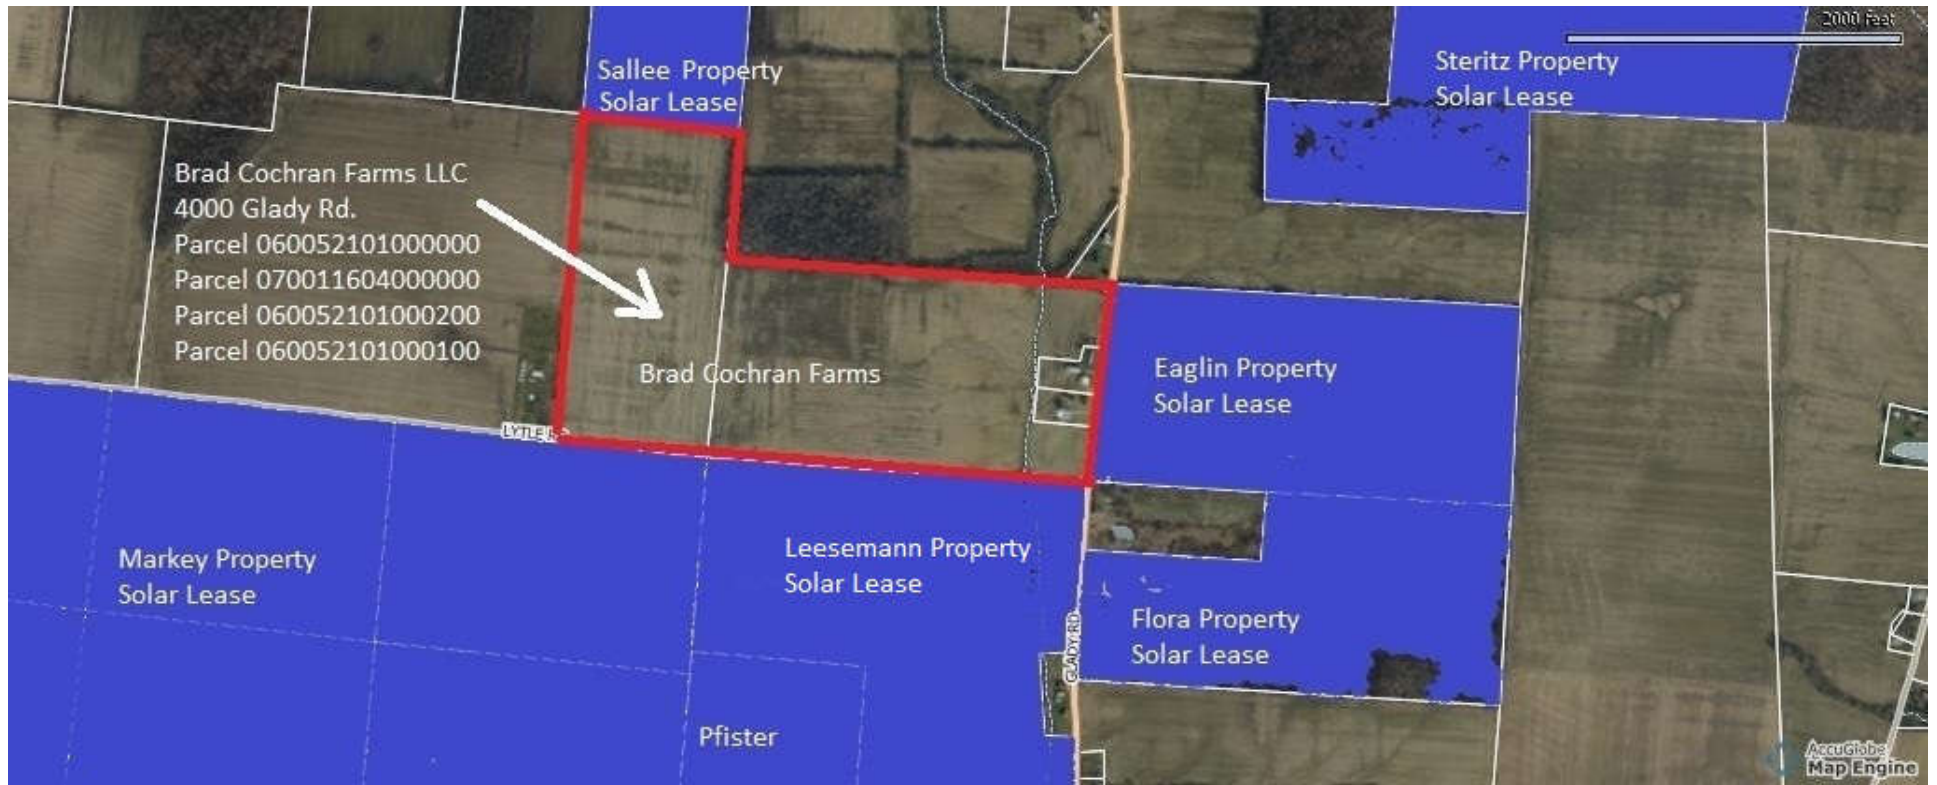 2000 feet
Sallee Property
Solar Lease
Steritz Property
Solar Lease
Brad Cochran Farms LLC
4000 Glady Rd.
Parcel 060052101000000
Parcel 070011604000000
Parcel 060052101000200
Parcel 060052101000100
Brad Cochran Farms
Eaglin Property
Solar Lease
LYTLE
Markey Property
Solar Lease
Leesemann Property
Solar Lease
GLADY RD
Flora Property
Solar Lease
Pfister
AccuGlobe
Map Engine